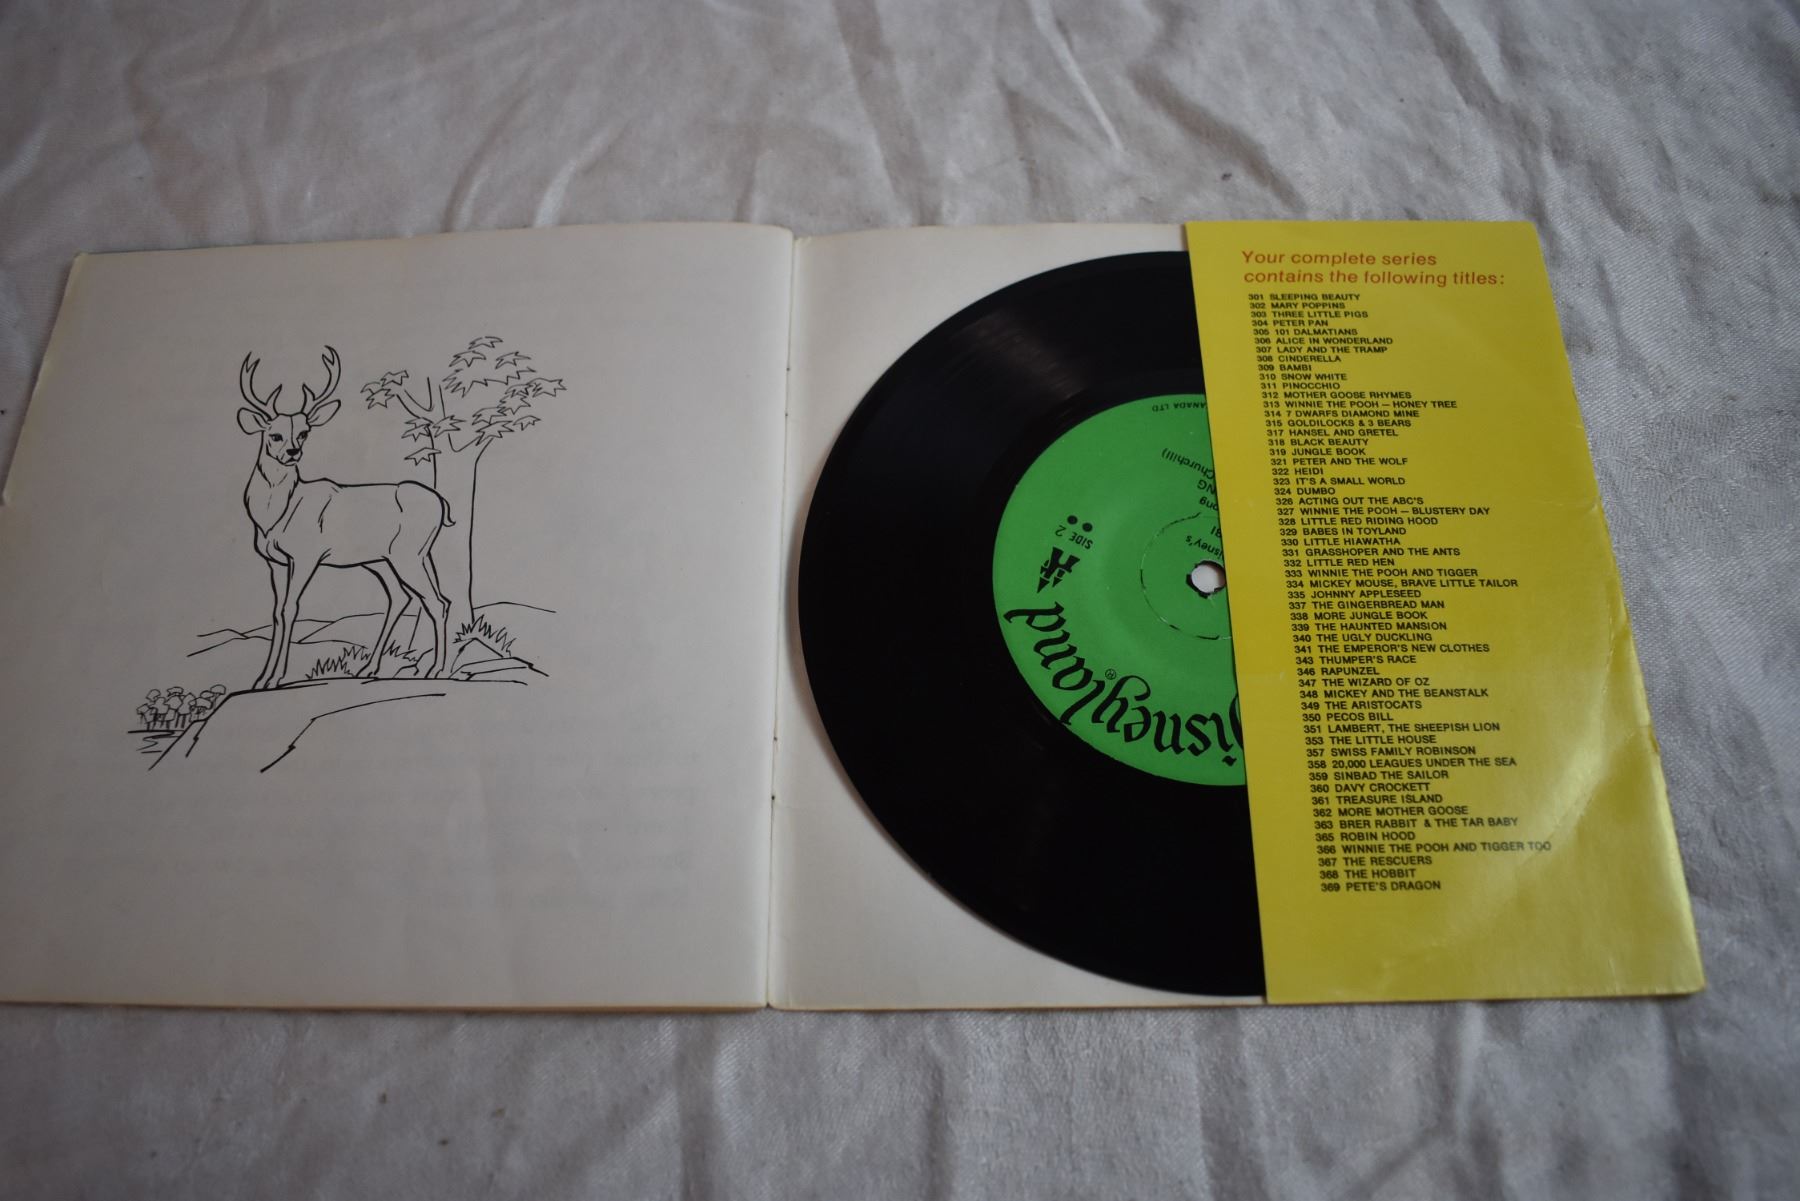 Your complete series
contains the following titles:
301 SLEEPING BEAUTY
302 MARY POPPINS
303 THREE LITTLE PIGS
304 PETER PAN
305 101 DALMATIANS
306 ALICE IN WONDERLAND
307 LADY AND THE TRAMP
308 CINDERELLA
309 BAMBI
310 SNOW WHITE
311 PINOCCHIO
312 MOTHER GOOSE RHYMES
313 WINNIE THE POOH – HONEY TREE
314 7 DWARFS DIAMOND MINE
315 GOLDILOCKS & 3 BEARS
317 HANSEL AND GRETEL
318 BLACK BEAUTY
319 JUNGLE BOOK
321 PETER AND THE WOLF
322 HEIDI
323 IT'S A SMALL WORLD
324 DUMBO
326 ACTING OUT THE ABC'S
327 WINNIE THE POOH – BLUSTERY DAY
328 LITTLE RED RIDING HOOD
329 BABES IN TOYLAND
330 LITTLE HIAWATHA
331 GRASSHOPER AND THE ANTS
332 LITTLE RED HEN
333 WINNIE THE POOH AND TIGGER
334 MICKEY MOUSE, BRAVE LITTLE TAILOR
335 JOHNNY APPLESEED
337 THE GINGERBREAD MAN
338 MORE JUNGLE BOOK
339 THE HAUNTED MANSION
340 THE UGLY DUCKLING
341 THE EMPEROR'S NEW CLOTHES
343 THUMPER'S RACE
346 RAPUNZEL
347 THE WIZARD OF OZ
348 MICKEY AND THE BEANSTALK
349 THE ARISTOCATS
350 PECOS BILL
351 LAMBERT, THE SHEEPISH LION
353 THE LITTLE HOUSE
357 SWISS FAMILY ROBINSON
358 20,000 LEAGUES UNDER THE SEA
359 SINBAD THE SAILOR
360 DAVY CROCKETT
361 TREASURE ISLAND
362 MORE MOTHER GOOSE
363 BRER RABBIT & THE TAR BABY
365 ROBIN HOOD
366 WINNIE THE POOH AND TIGGER TOO
367 THE RESCUERS
368 THE HOBBIT
369 PETE'S DRAGON
isneyland®
SIDE 2
isney's
Churchill)
CANADA LTD